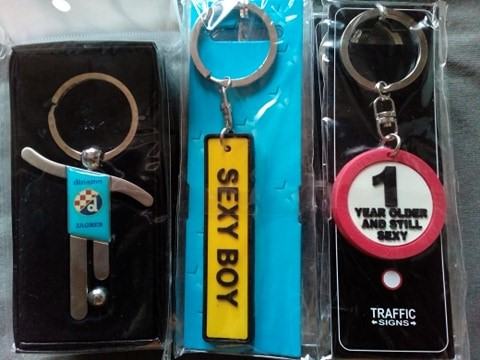 dinamo
d
ZAGREB
SEXY BOY
1
YEAR OLDER
AND STILL
SEXY
TRAFFIC
SIGNS